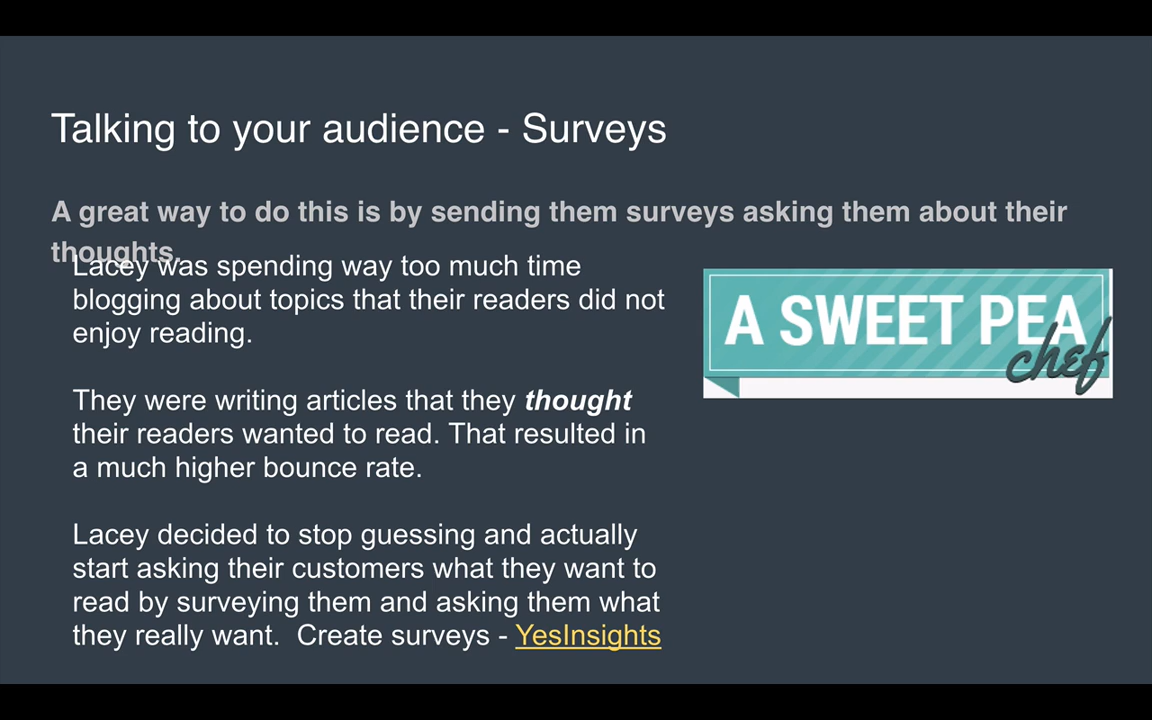 Talking to your audience - Surveys
A great way to do this is by sending them surveys asking them about their
thoughts.
Lacey was spending way too much time
blogging about topics that their readers did not
enjoy reading.
They were writing articles that they thought
their readers wanted to read. That resulted in
a much higher bounce rate.
Lacey decided to stop guessing and actually
start asking their customers what they want to
read by surveying them and asking them what
they really want.  Create surveys - YesInsights
A SWEET PEA
chef